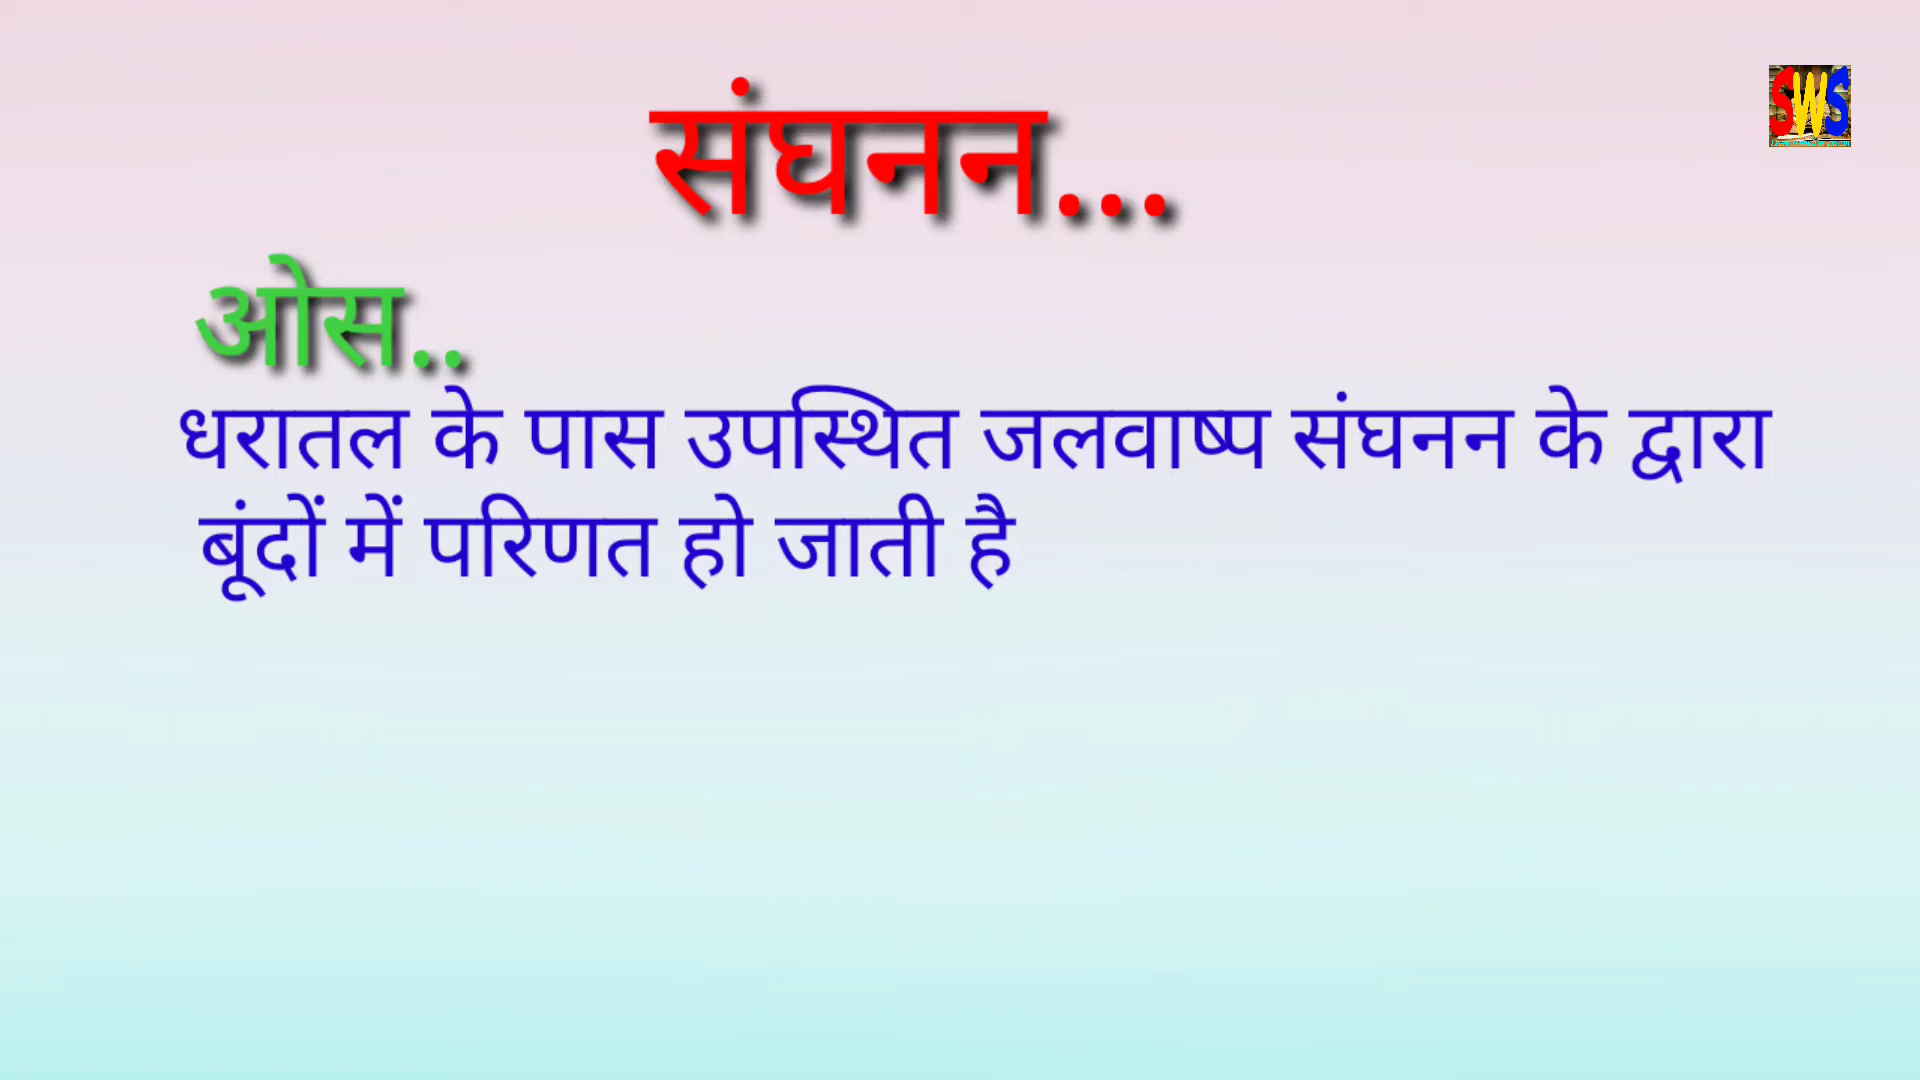 संघनन...
SWS
ओस..
धरातल के पास उपस्थित जलवाष्प संघनन के द्वारा
बूंदों में परिणत हो जाती है